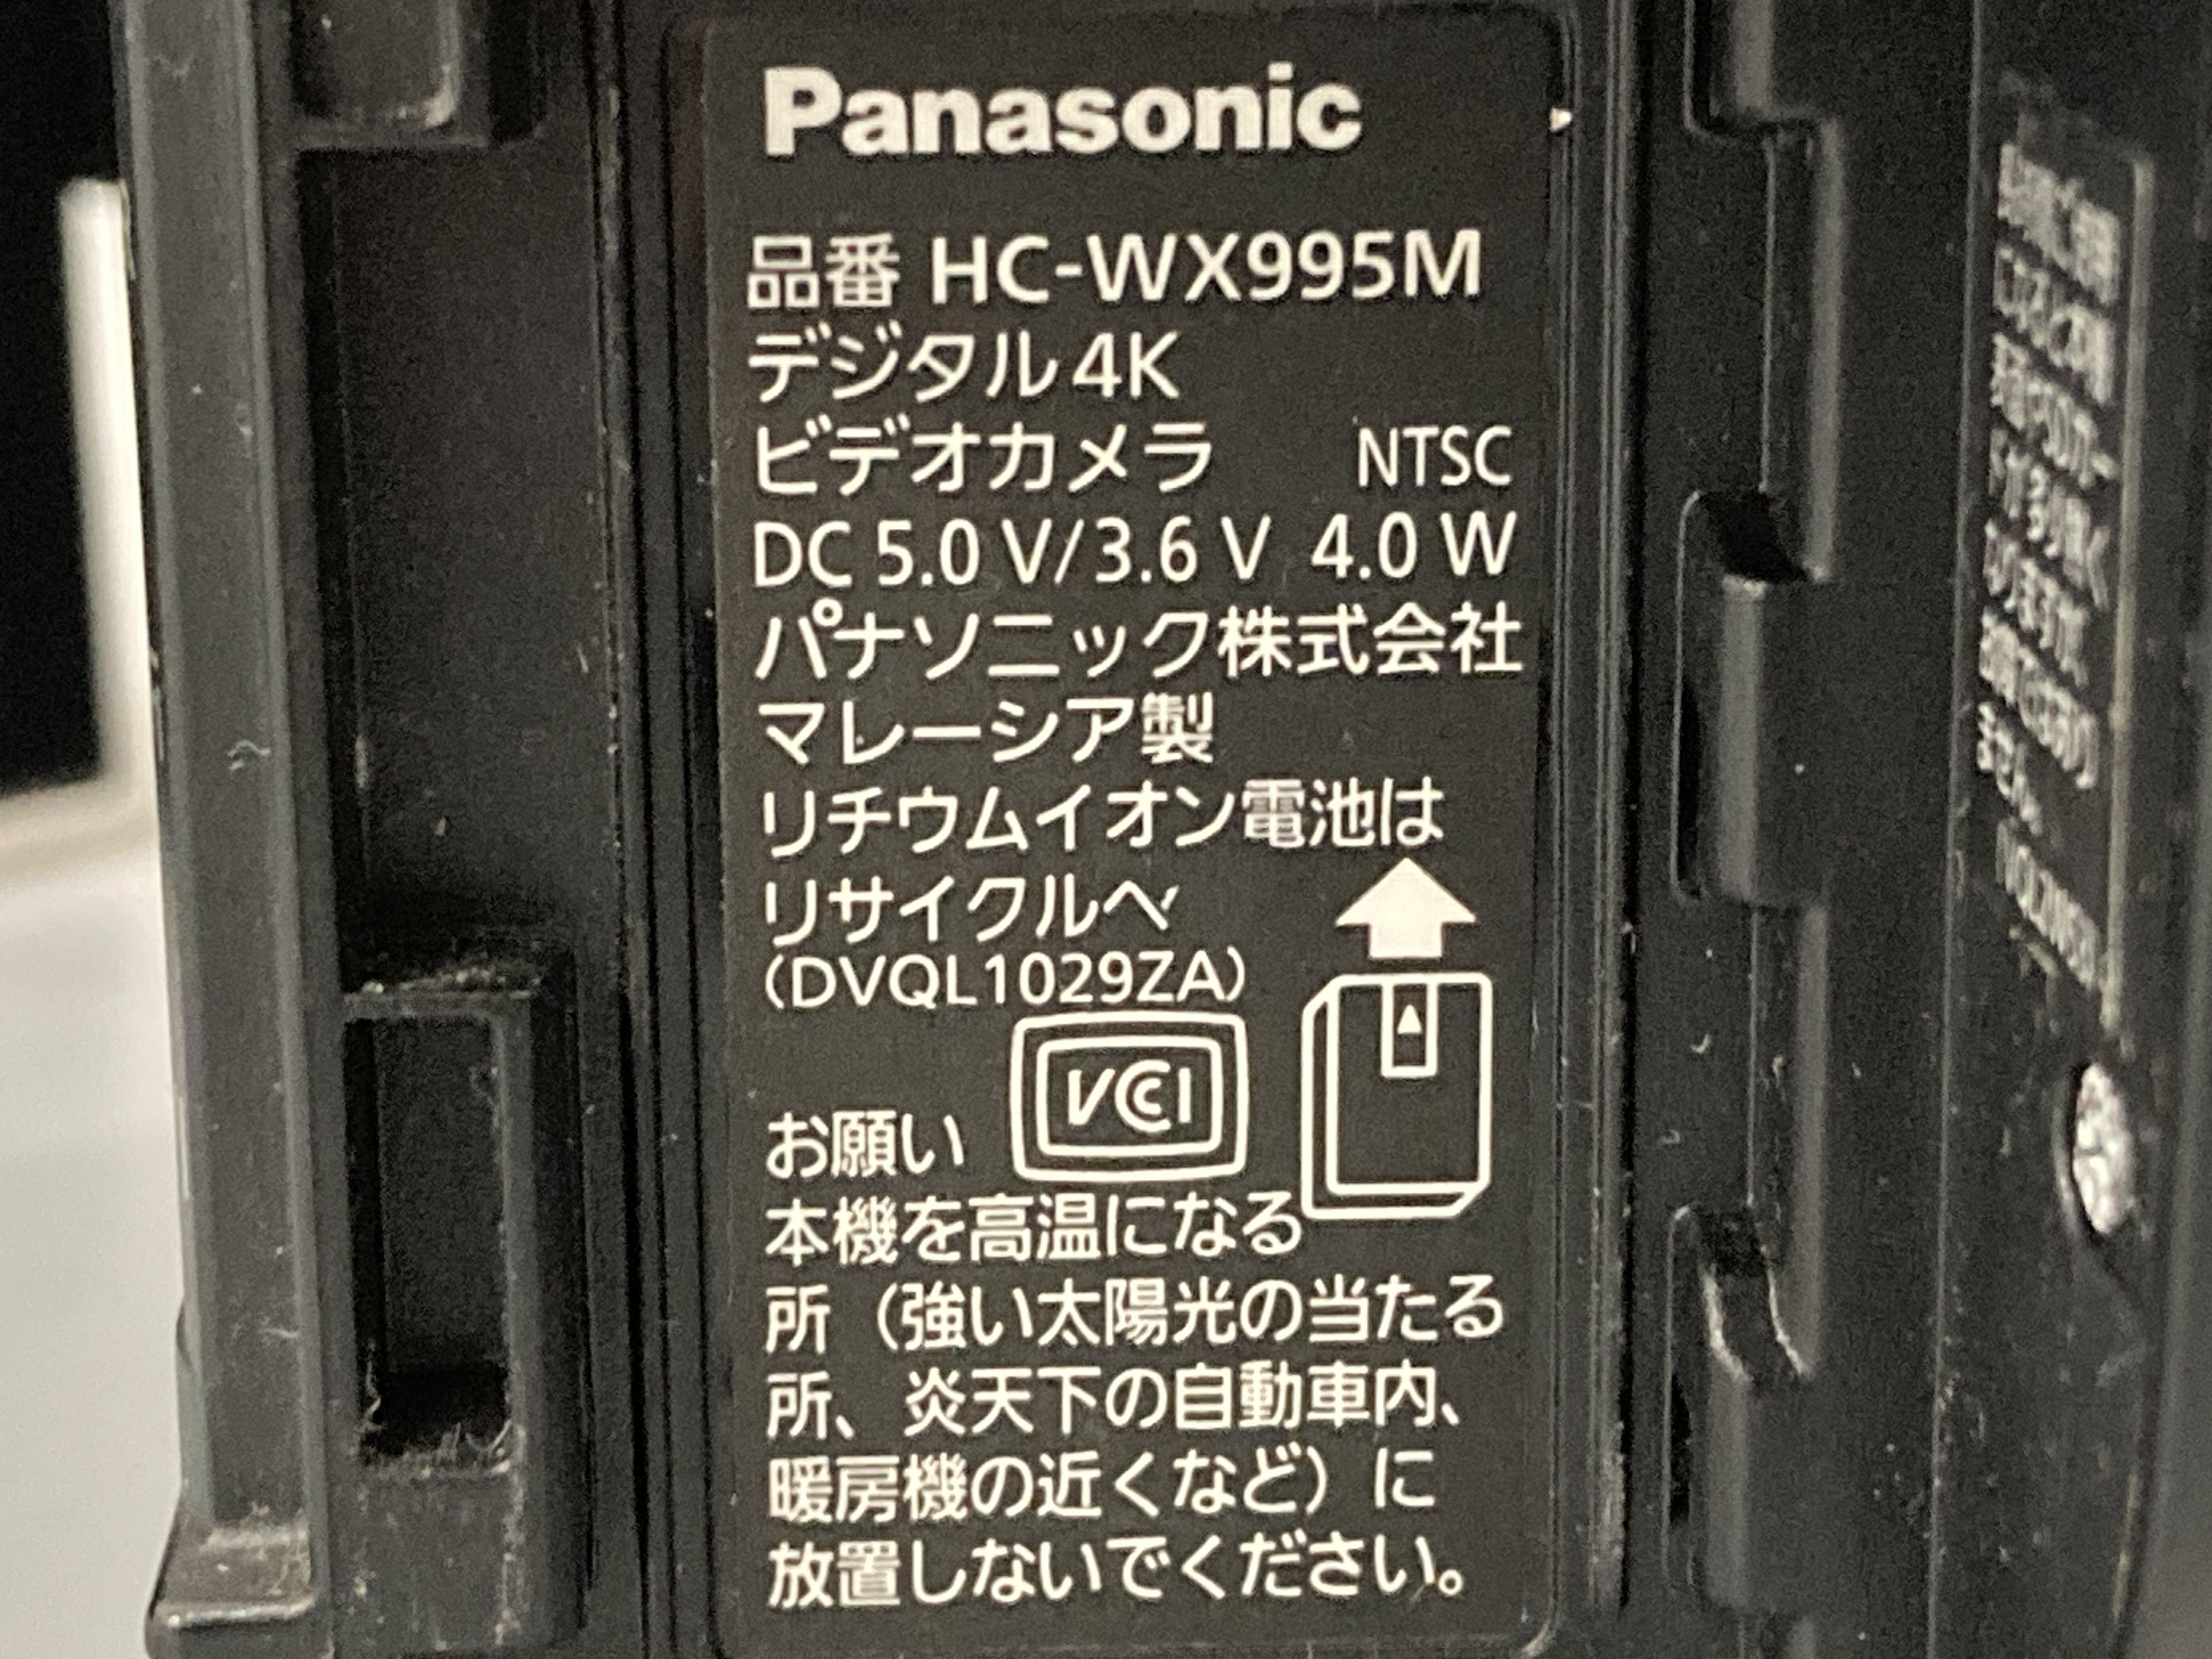 Panasonic
品番 HC-WX995M
デジタル4K
ビデオカメラ NTSC
DC 5.0 V/3.6 V 4.0 W
パナソニック株式会社
マレーシア製
リチウムイオン電池は
リサイクルへ
(DVQL1029ZA)
VCI
お願い
本機を高温になる
所（強い太陽光の当たる
所、炎天下の自動車内、
暖房機の近くなど）に
放置しないでください。